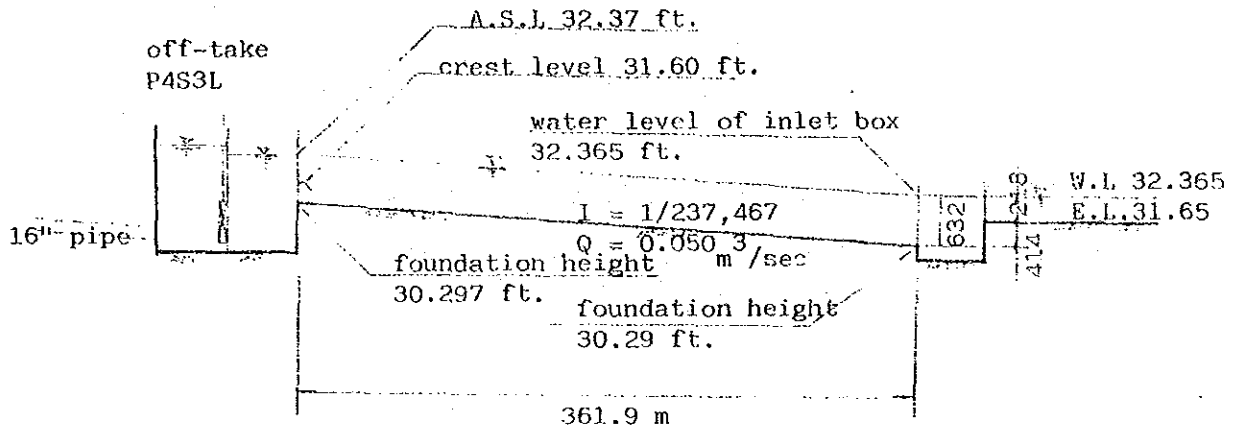 A.S.L 32.37 ft.
off-take
P4S3L
crest level 31.60 ft.
water level of inlet box
32.365 ft.
W.L 32.365
E.L.31.65
I = 1/237,467
Q = 0.050 m³/sec
632
414
16"pipe
foundation height
30.297 ft.
foundation height
30.29 ft.
361.9 m